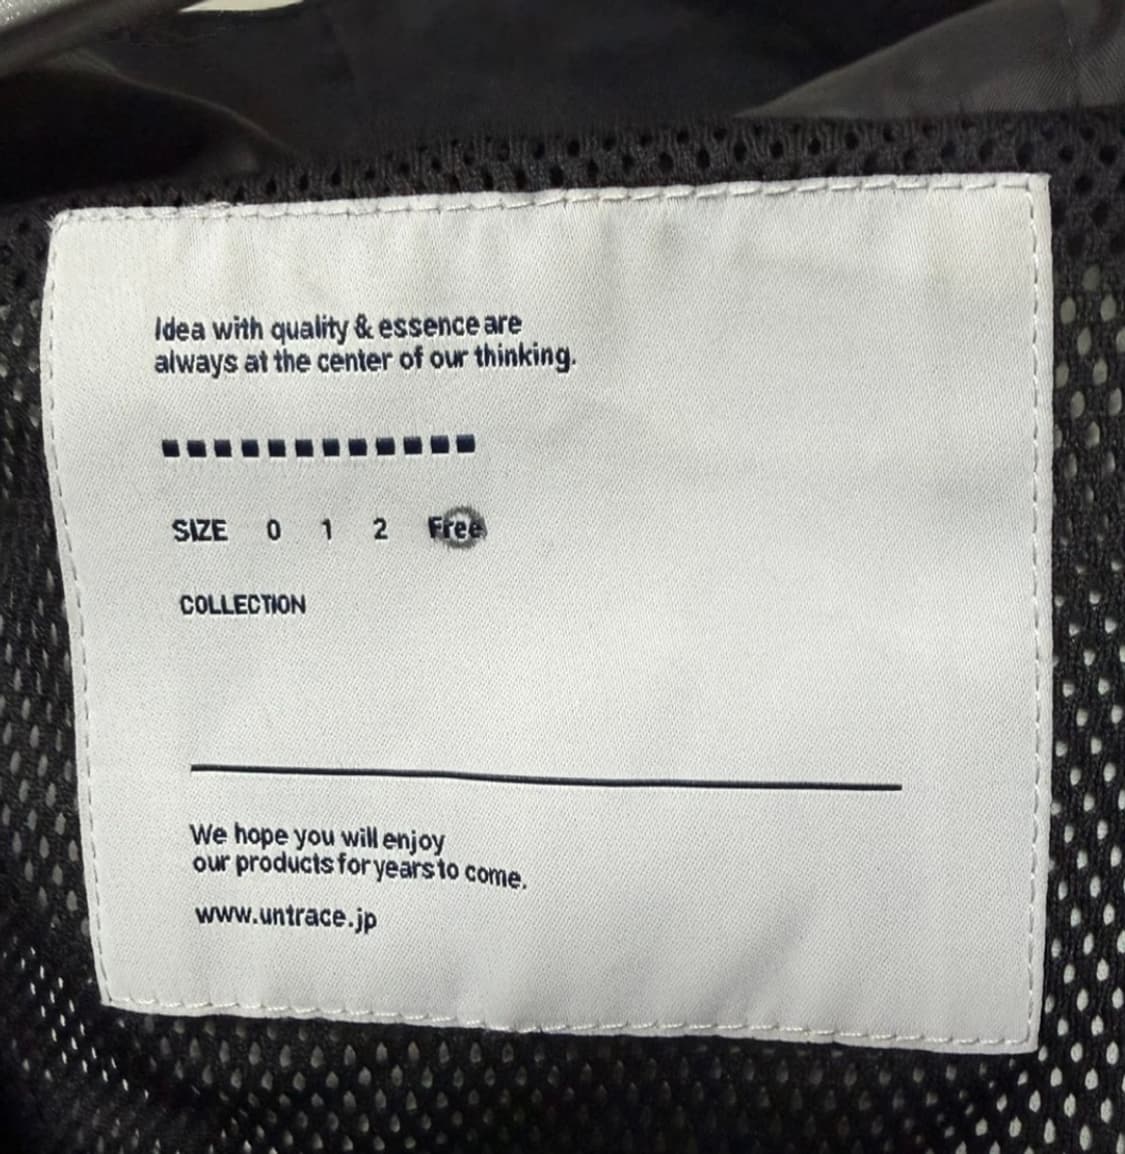 Idea with quality & essence are
always at the center of our thinking.
SIZE 0 1 2 Free
COLLECTION
We hope you will enjoy
our products for years to come.
www.untrace.jp